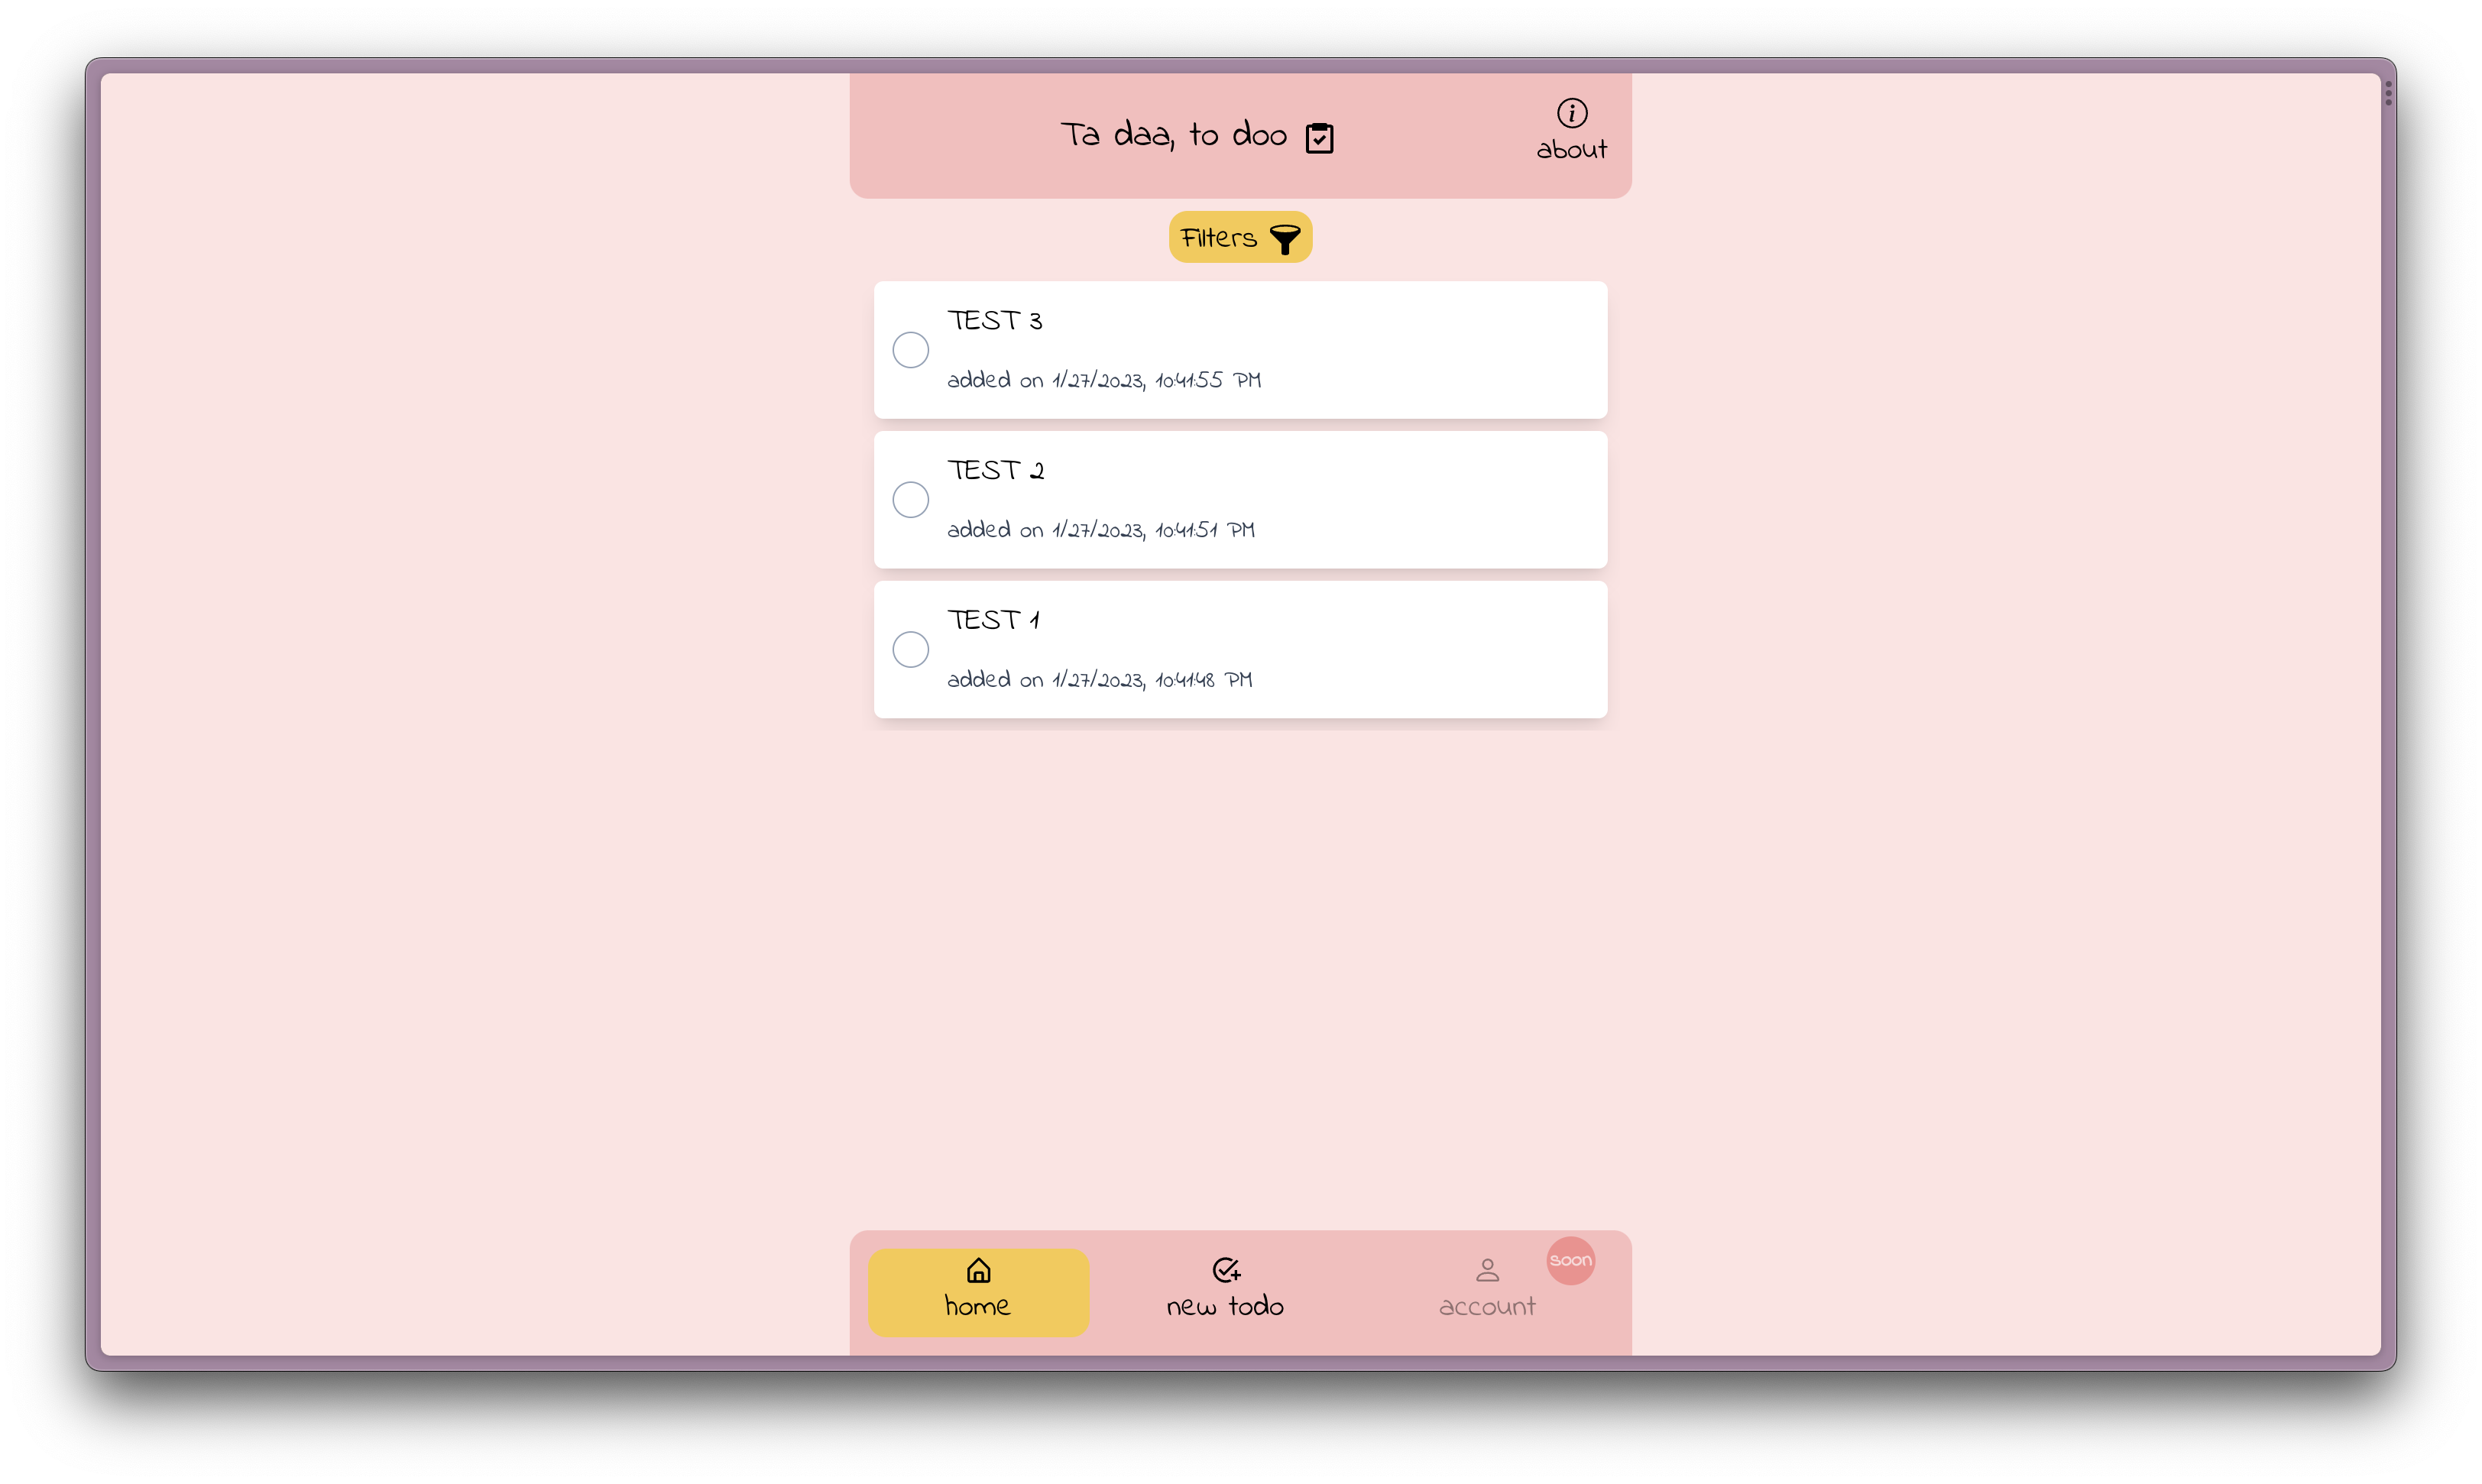 Ta daa, to doo
about
Filters
TEST 3
added on 1/27/2023, 10:41:55 PM
TEST 2
added on 1/27/2023, 10:41:51 PM
TEST 1
added on 1/27/2023, 10:41:48 PM
soon
home
new todo
account